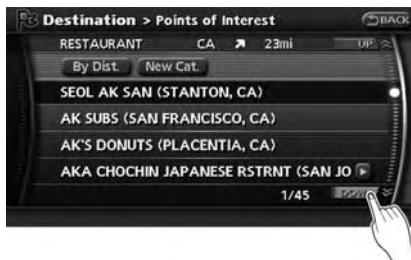 Destination > Points of Interest BACK
RESTAURANT CA 23mi UP
By Dist. New Cat.
SEOL AK SAN (STANTON, CA)
AK SUBS (SAN FRANCISCO, CA)
AK'S DONUTS (PLACENTIA, CA)
AKA CHOCHIN JAPANESE RSTRNT (SAN JO
1/45 DOWN